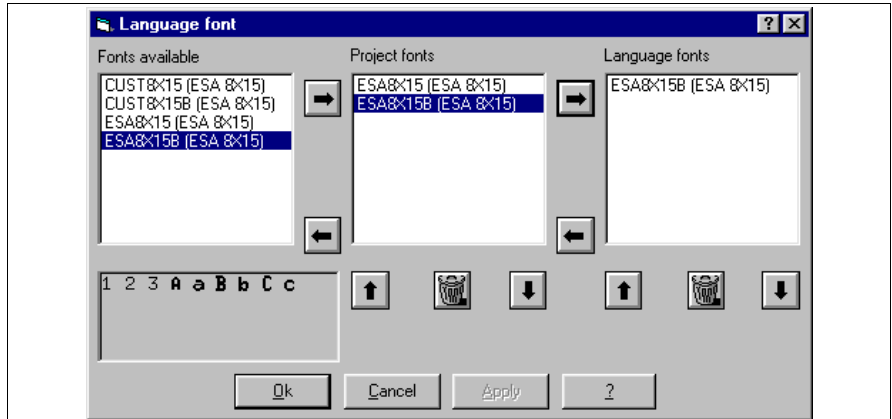 Language font
Fonts available
CUST8X15 (ESA 8X15)
CUST8X15B (ESA 8X15)
ESA8X15 (ESA 8X15)
ESA8X15B (ESA 8X15)
Project fonts
ESA8X15 (ESA 8X15)
ESA8X15B (ESA 8X15)
Language fonts
ESA8X15B (ESA 8X15)
1 2 3 A a B b C c
Ok
Cancel
Apply
?